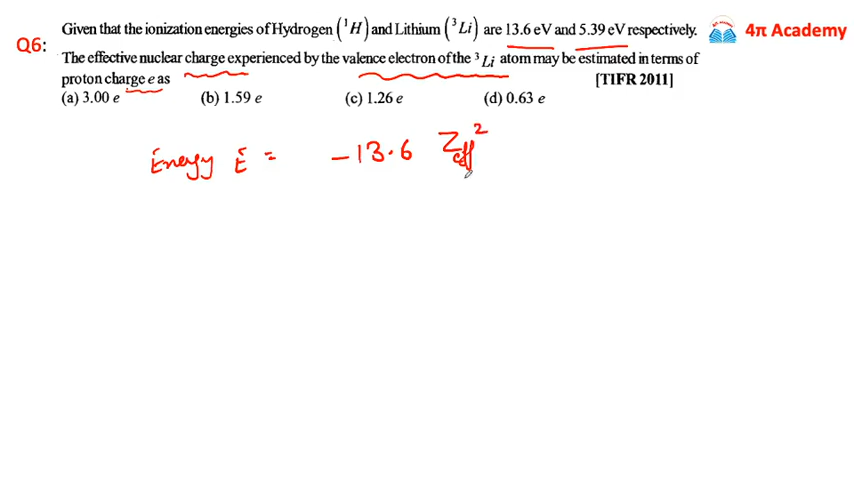 Given that the ionization energies of Hydrogen (¹H) and Lithium (³Li) are 13.6 eV and 5.39 eV respectively.
4π Academy
Q6:
The effective nuclear charge experienced by the valence electron of the ³Li atom may be estimated in terms of
proton charge e as [TIFR 2011]
(a) 3.00 e (b) 1.59 e (c) 1.26 e (d) 0.63 e
Energy E = -13.6 Zeff²